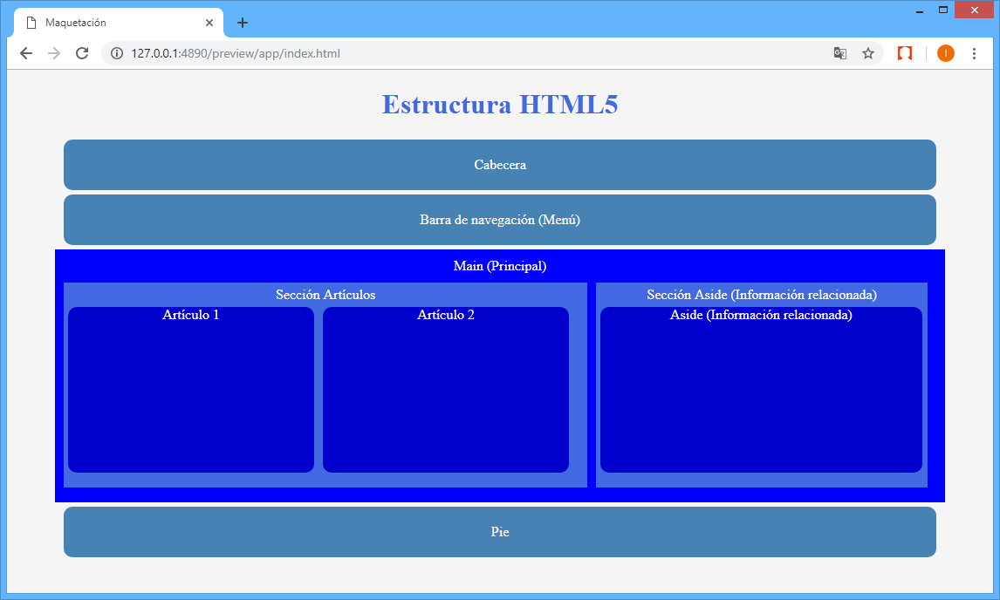 Maquetación
127.0.0.1:4890/preview/app/index.html
I
Estructura HTML5
Cabecera
Barra de navegación (Menú)
Main (Principal)
Sección Artículos
Artículo 1
Artículo 2
Sección Aside (Información relacionada)
Aside (Información relacionada)
Pie